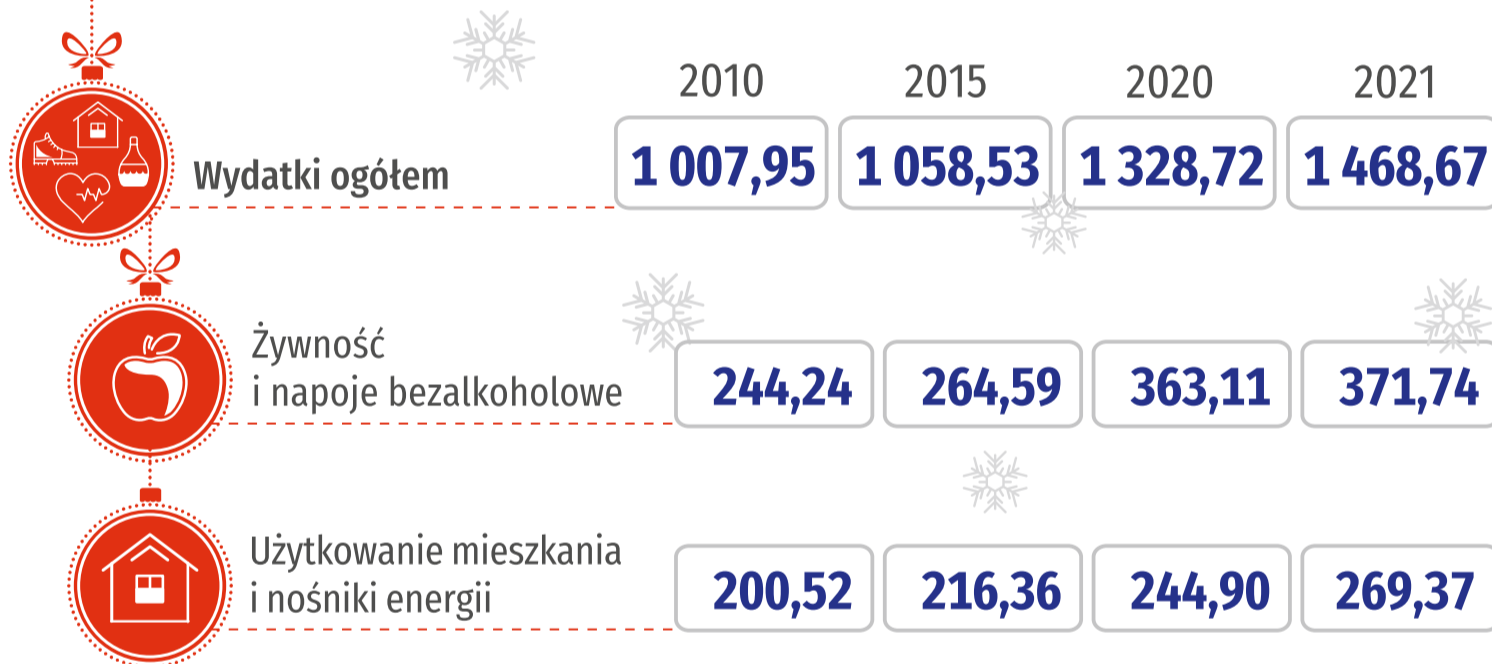 2010 2015 2020 2021
Wydatki ogółem 1 007,95 1 058,53 1 328,72 1 468,67
Żywność
i napoje bezalkoholowe 244,24 264,59 363,11 371,74
Użytkowanie mieszkania
i nośniki energii 200,52 216,36 244,90 269,37